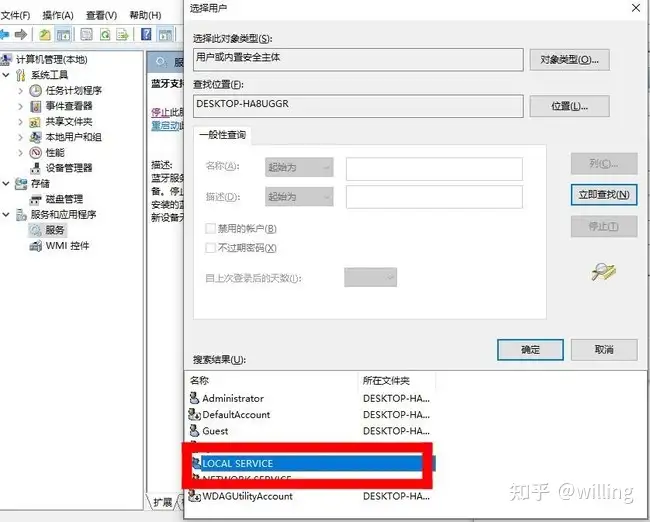 文件(F) 操作(A) 查看(V) 帮助(H)
计算机管理(本地)
系统工具
任务计划程序
事件查看器
共享文件夹
本地用户和组
性能
设备管理器
存储
磁盘管理
服务和应用程序
服务
WMI 控件
蓝牙支持
停止此服
重启动此
描述:
蓝牙服务
备。停止
安装的蓝
新设备无
扩展
选择用户
选择此对象类型(S):
用户或内置安全主体
对象类型(O)...
查找位置(F):
DESKTOP-HA8UGGR
位置(L)...
一般性查询
名称(A): 起始为
描述(D): 起始为
禁用的帐户(B)
不过期密码(X)
自上次登录后的天数(I):
列(C)...
立即查找(N)
停止(T)
确定 取消
搜索结果(U):
名称 所在文件夹
Administrator DESKTOP-HA...
DefaultAccount DESKTOP-HA...
Guest DESKTOP-HA...
LOCAL SERVICE
NETWORK SERVICE
WDAGUtilityAccount DESKTOP-HA...
知乎 @willing